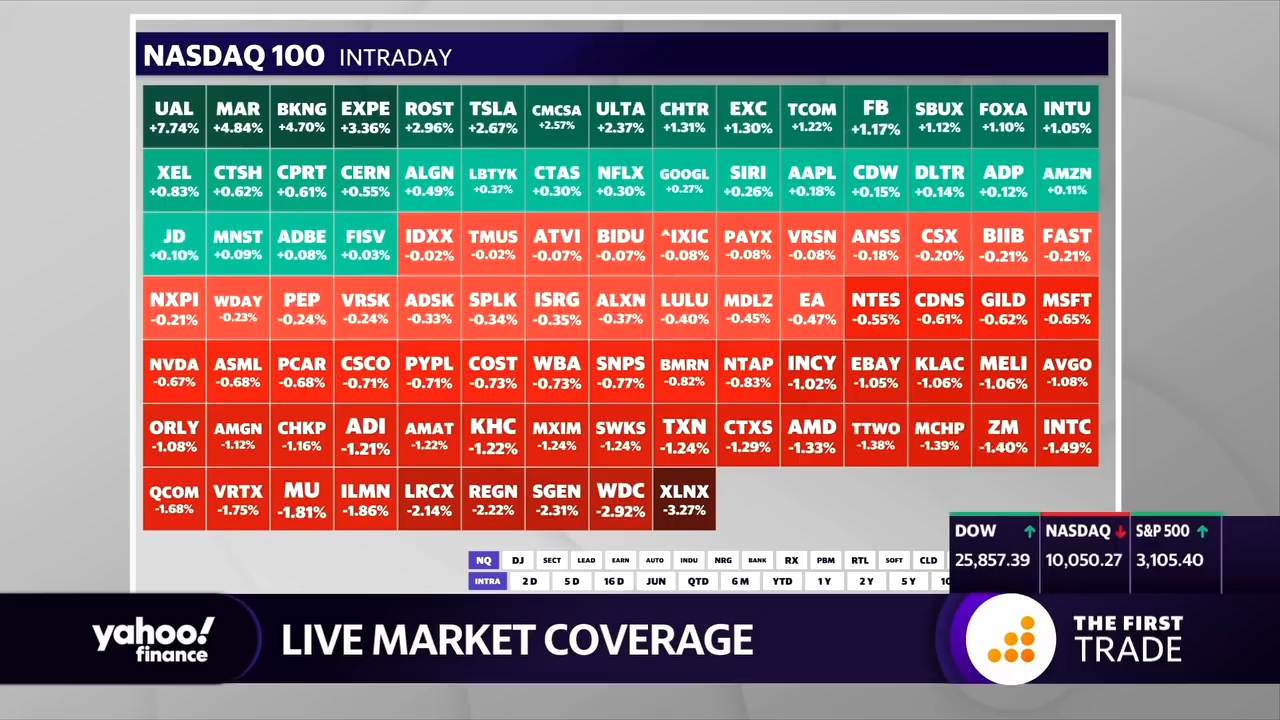 NASDAQ 100 INTRADAY
UAL MAR BKNG EXPE ROST TSLA CMCSA ULTA CHTR EXC TCOM FB SBUX FOXA INTU
+7.74% +4.84% +4.70% +3.36% +2.96% +2.67% +2.57% +2.37% +1.31% +1.30% +1.22% +1.17% +1.12% +1.10% +1.05%
XEL CTSH CPRT CERN ALGN LBTYK CTAS NFLX GOOGL SIRI AAPL CDW DLTR ADP AMZN
+0.83% +0.62% +0.61% +0.55% +0.49% +0.37% +0.30% +0.30% +0.27% +0.26% +0.18% +0.15% +0.14% +0.12% +0.11%
JD MNST ADBE FISV IDXX TMUS ATVI BIDU ^IXIC PAYX VRSN ANSS CSX BIIB FAST
+0.10% +0.09% +0.08% +0.03% -0.02% -0.02% -0.07% -0.07% -0.08% -0.08% -0.08% -0.18% -0.20% -0.21% -0.21%
NXPI WDAY PEP VRSK ADSK SPLK ISRG ALXN LULU MDLZ EA NTES CDNS GILD MSFT
-0.21% -0.23% -0.24% -0.24% -0.33% -0.34% -0.35% -0.37% -0.40% -0.45% -0.47% -0.55% -0.61% -0.62% -0.65%
NVDA ASML PCAR CSCO PYPL COST WBA SNPS BMRN NTAP INCY EBAY KLAC MELI AVGO
-0.67% -0.68% -0.68% -0.71% -0.71% -0.73% -0.73% -0.77% -0.82% -0.83% -1.02% -1.05% -1.06% -1.06% -1.08%
ORLY AMGN CHKP ADI AMAT KHC MXIM SWKS TXN CTXS AMD TTWO MCHP ZM INTC
-1.08% -1.12% -1.16% -1.21% -1.22% -1.22% -1.24% -1.24% -1.24% -1.29% -1.33% -1.38% -1.39% -1.40% -1.49%
QCOM VRTX MU ILMN LRCX REGN SGEN WDC XLNX
-1.68% -1.75% -1.81% -1.86% -2.14% -2.22% -2.31% -2.92% -3.27%
NQ DJ SECT LEAD EARN AUTO INDU NRG BANK RX PBM RTL SOFT CLD
INTRA 2 D 5 D 16 D JUN QTD 6 M YTD 1 Y 2 Y 5 Y 10
DOW NASDAQ S&P 500
25,857.39 10,050.27 3,105.40
yahoo!
finance
LIVE MARKET COVERAGE
THE FIRST
TRADE